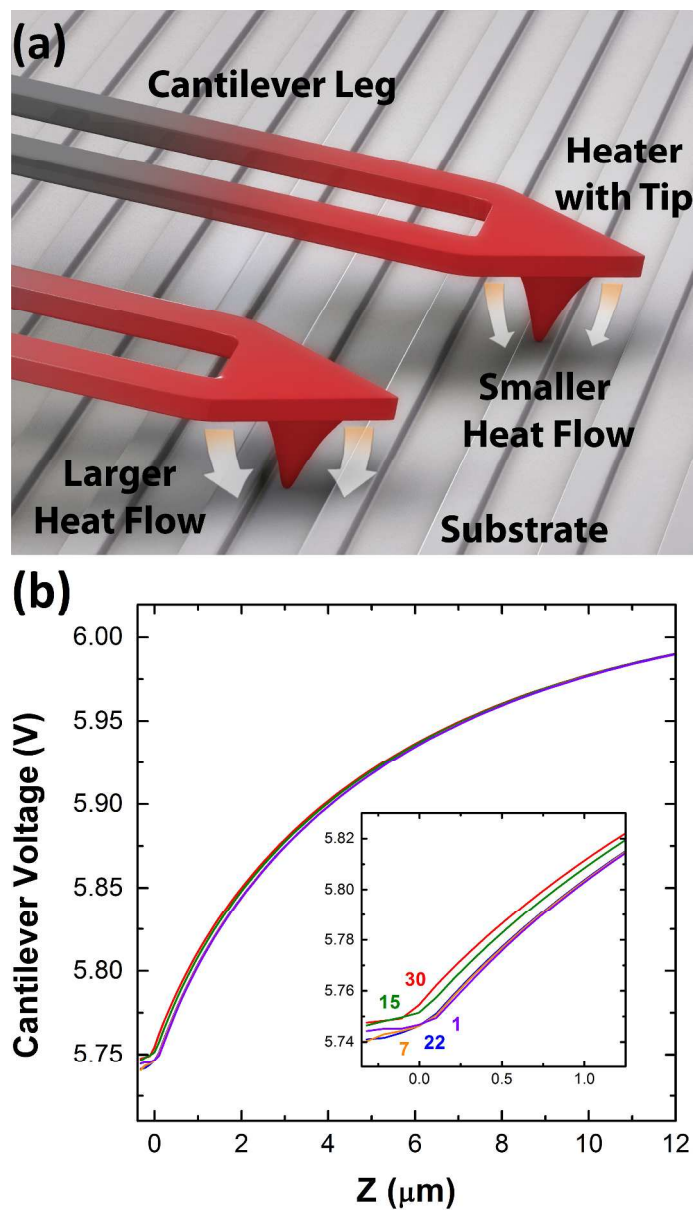 (a)
Cantilever Leg
Heater
with Tip
Smaller
Heat Flow
Larger
Heat Flow
Substrate
(b)
6.00
5.95
5.90
5.85
5.80
5.75
Cantilever Voltage (V)
5.82
5.80
5.78
5.76
5.74
30
15
1
7
22
0.0
0.5
1.0
0
2
4
6
8
10
12
Z (μm)